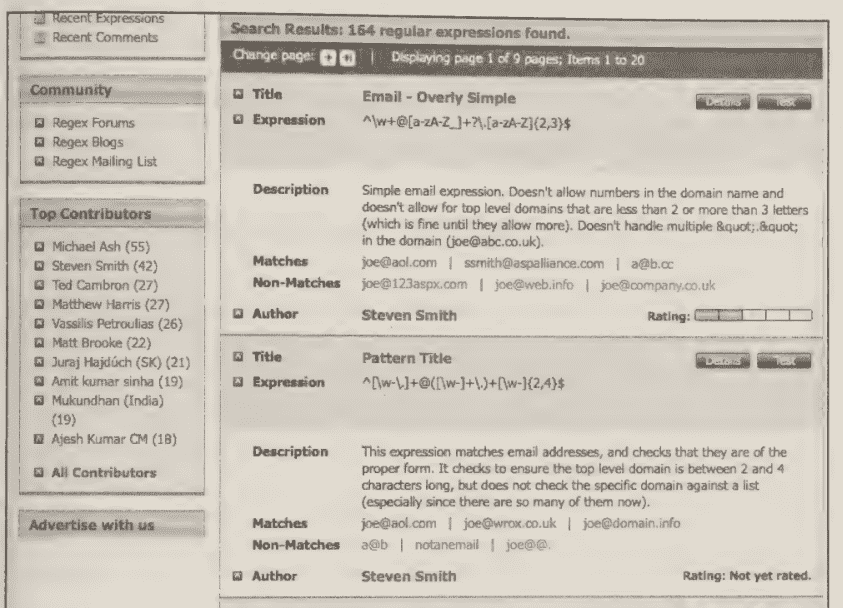 Recent Expressions
Recent Comments
Community
Regex Forums
Regex Blogs
Regex Mailing List
Top Contributors
Michael Ash (55)
Steven Smith (42)
Ted Cambron (27)
Matthew Harris (27)
Vassilis Petroulias (26)
Matt Brooke (22)
Juraj Hajdúch (SK) (21)
Amit kumar sinha (19)
Mukundhan (India)
(19)
Ajesh Kumar CM (18)
All Contributors
Advertise with us
Search Results: 164 regular expressions found.
Change page: | Displaying page 1 of 9 pages; Items 1 to 20
Title Email - Overly Simple Details Test
Expression ^\w+@[a-zA-Z_]+?\.[a-zA-Z]{2,3}$
Description Simple email expression. Doesn't allow numbers in the domain name and
doesn't allow for top level domains that are less than 2 or more than 3 letters
(which is fine until they allow more). Doesn't handle multiple &quot;.&quot;
in the domain (joe@abc.co.uk).
Matches joe@aol.com | ssmith@aspalliance.com | a@b.cc
Non-Matches joe@123aspx.com | joe@web.info | joe@company.co.uk
Author Steven Smith Rating:
Title Pattern Title Details Test
Expression ^[\w-\.]+@([\w-]+\.)+[\w-]{2,4}$
Description This expression matches email addresses, and checks that they are of the
proper form. It checks to ensure the top level domain is between 2 and 4
characters long, but does not check the specific domain against a list
(especially since there are so many of them now).
Matches joe@aol.com | joe@wrox.co.uk | joe@domain.info
Non-Matches a@b | notanemail | joe@@.
Author Steven Smith Rating: Not yet rated.